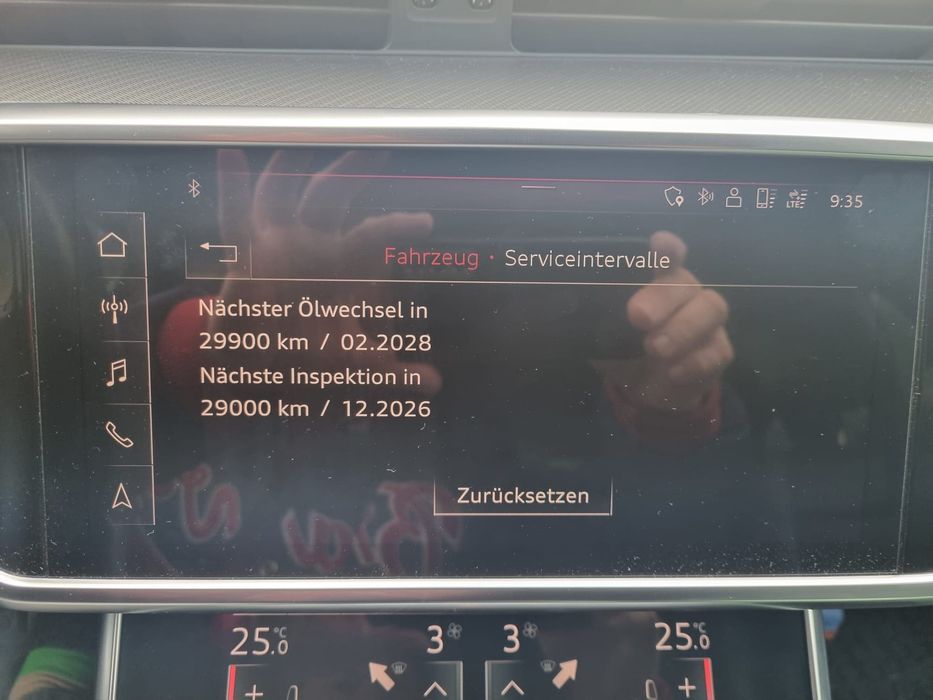 LTE 9:35
Fahrzeug · Serviceintervalle
Nächster Ölwechsel in
29900 km / 02.2028
Nächste Inspektion in
29000 km / 12.2026
Zurücksetzen
25.0 °C 3 3 25.0 °C